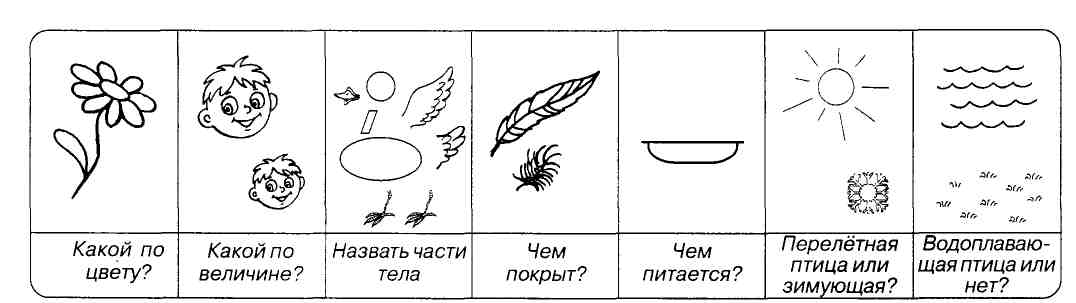 Какой по
цвету?
Какой по
величине?
Назвать части
тела
Чем
покрыт?
Чем
питается?
Перелётная
птица или
зимующая?
Водоплаваю-
щая птица или
нет?